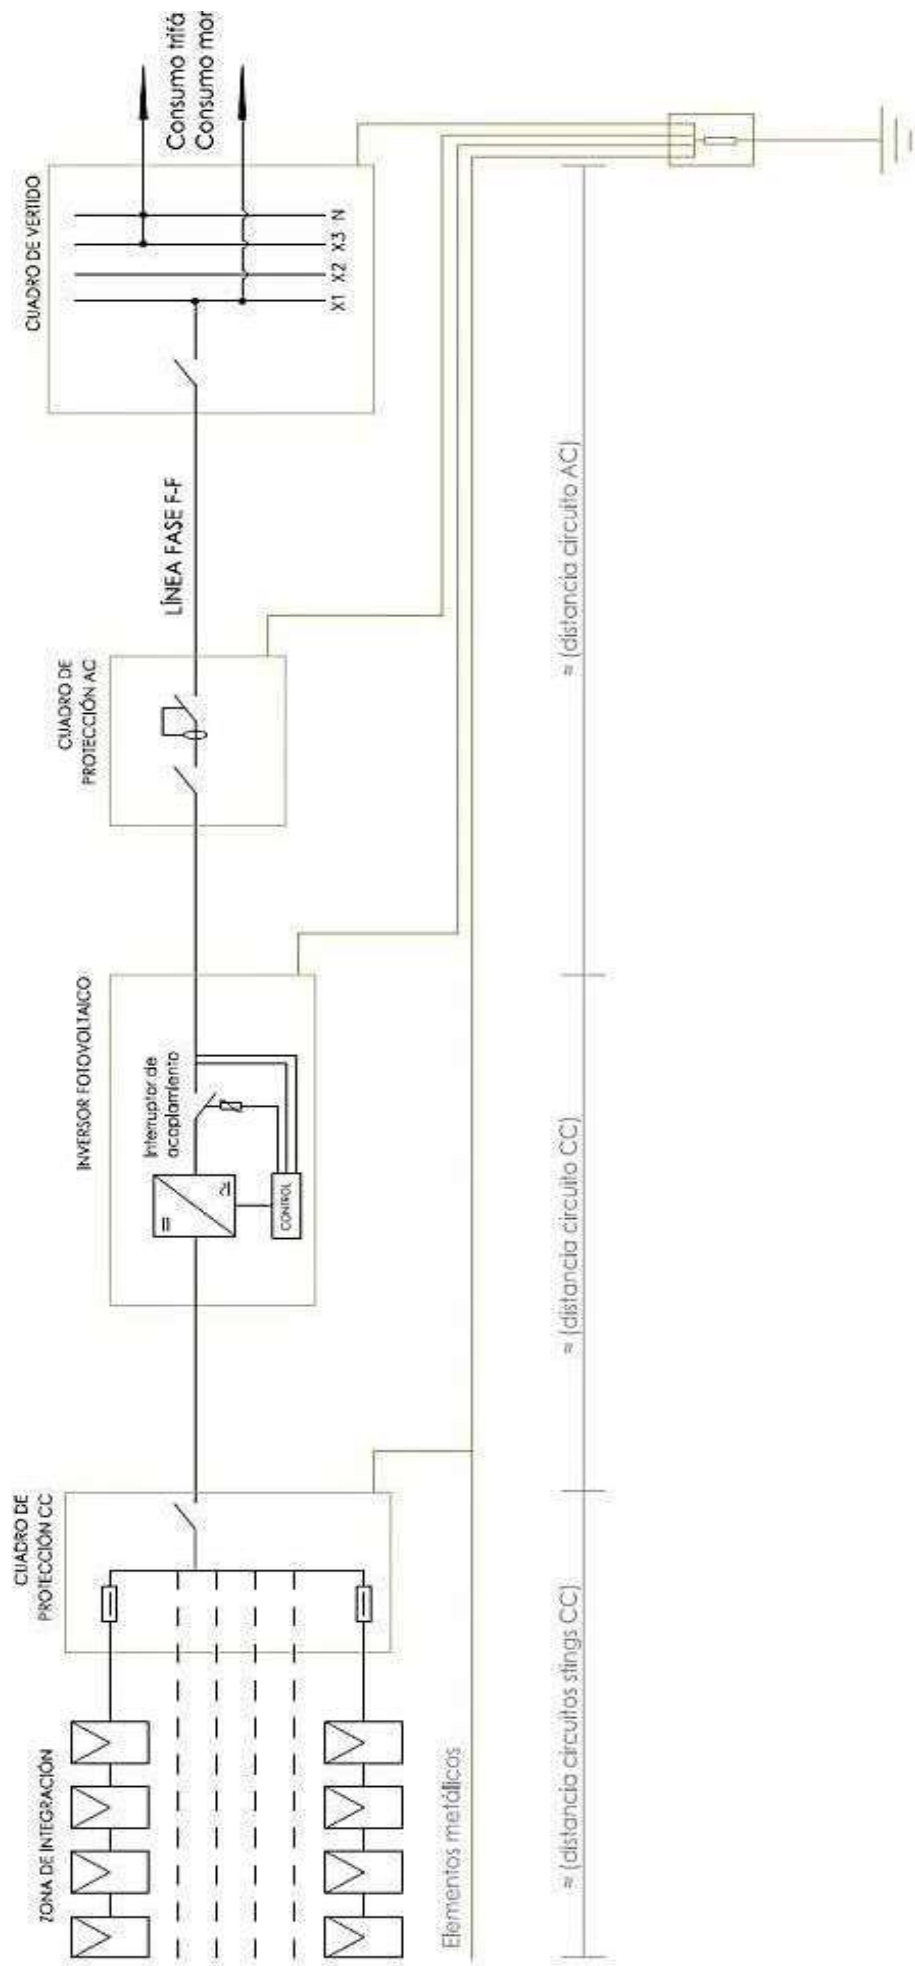 ZONA DE INTEGRACIÓN
CUADRO DE
PROTECCIÓN CC
INVERSOR FOTOVOLTAICO
Interruptor de
acoplamiento
CONTROL
CUADRO DE
PROTECCIÓN AC
LÍNEA FASE F-F
CUADRO DE VERTIDO
X1 X2 X3 N
Consumo trifá
Consumo mor
Elementos metálicos
≈ (distancia circuitos stings CC)
≈ (distancia circuito CC)
≈ (distancia circuito AC)